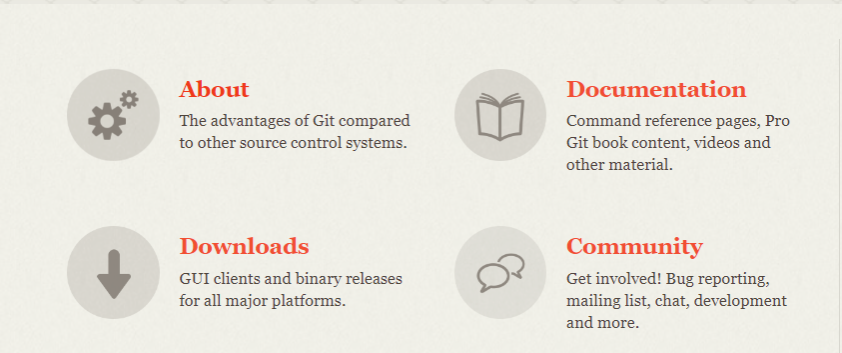 About
The advantages of Git compared
to other source control systems.
Documentation
Command reference pages, Pro
Git book content, videos and
other material.
Downloads
GUI clients and binary releases
for all major platforms.
Community
Get involved! Bug reporting,
mailing list, chat, development
and more.